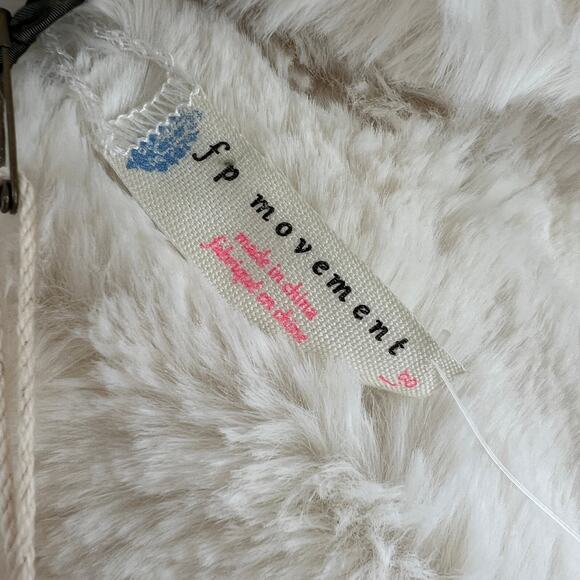 fp movement
made in china
fabriqué en chine